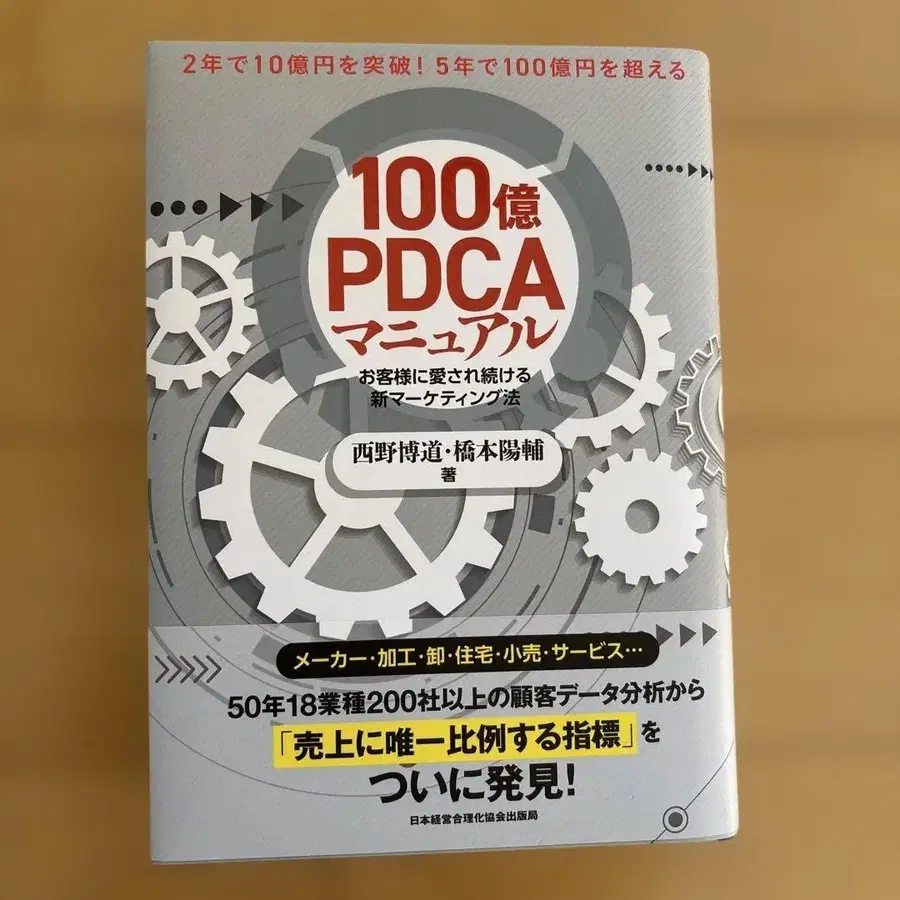 2年で10億円を突破！5年で100億円を超える
100億
PDCA
マニュアル
お客様に愛され続ける
新マーケティング法
西野博道・橋本陽輔
著
メーカー・加工・卸・住宅・小売・サービス…
50年18業種200社以上の顧客データ分析から
「売上に唯一比例する指標」を
ついに発見！
日本経営合理化協会出版局